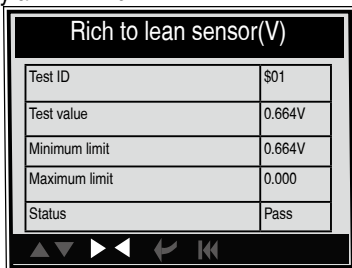 Rich to lean sensor(V)
Test ID $01
Test value 0.664V
Minimum limit 0.664V
Maximum limit 0.000
Status Pass